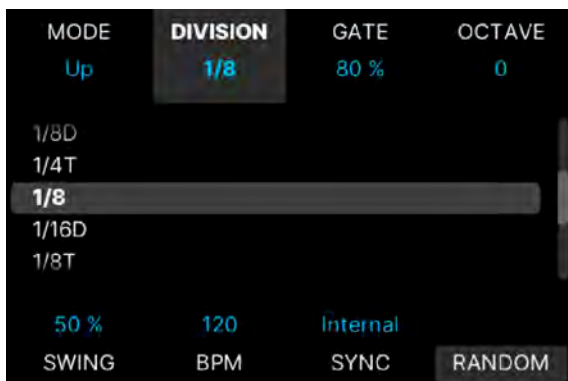 MODE DIVISION GATE OCTAVE
Up 1/8 80 % 0
1/8D
1/4T
1/8
1/16D
1/8T
50 % 120 Internal
SWING BPM SYNC RANDOM